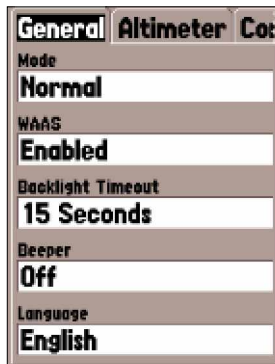 General Altimeter
Mode
Normal
WAAS
Enabled
Backlight Timeout
15 Seconds
Beeper
Off
Language
English